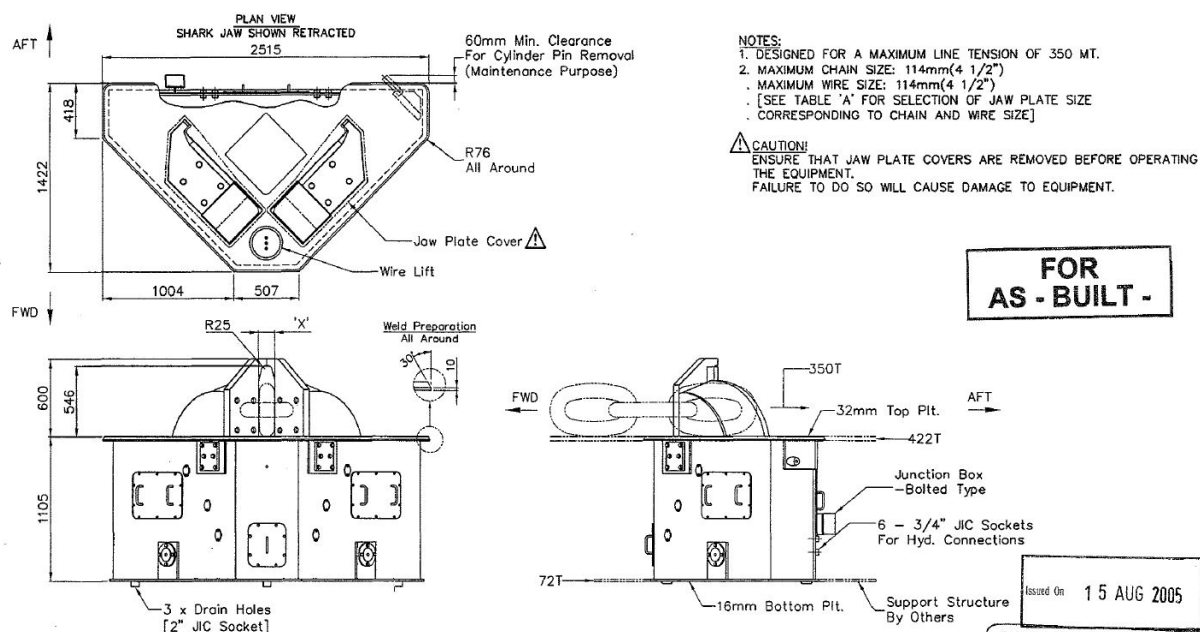 PLAN VIEW
SHARK JAW SHOWN RETRACTED
AFT
2515
60mm Min. Clearance
For Cylinder Pin Removal
(Maintenance Purpose)
418
1422
R76
All Around
Jaw Plate Cover
Wire Lift
1004
507
FWD
NOTES:
1. DESIGNED FOR A MAXIMUM LINE TENSION OF 350 MT.
2. MAXIMUM CHAIN SIZE: 114mm(4 1/2")
. MAXIMUM WIRE SIZE: 114mm(4 1/2")
. [SEE TABLE 'A' FOR SELECTION OF JAW PLATE SIZE
. CORRESPONDING TO CHAIN AND WIRE SIZE]
! CAUTION!
ENSURE THAT JAW PLATE COVERS ARE REMOVED BEFORE OPERATING
THE EQUIPMENT.
FAILURE TO DO SO WILL CAUSE DAMAGE TO EQUIPMENT.
FOR
AS - BUILT -
R25
'X'
Weld Preparation
All Around
30°
10
600
546
1105
3 x Drain Holes
[2" JIC Socket]
FWD
350T
AFT
32mm Top Plt.
422T
Junction Box
-Bolted Type
6 - 3/4" JIC Sockets
For Hyd. Connections
72T
16mm Bottom Plt.
Support Structure
By Others
Issued On 15 AUG 2005